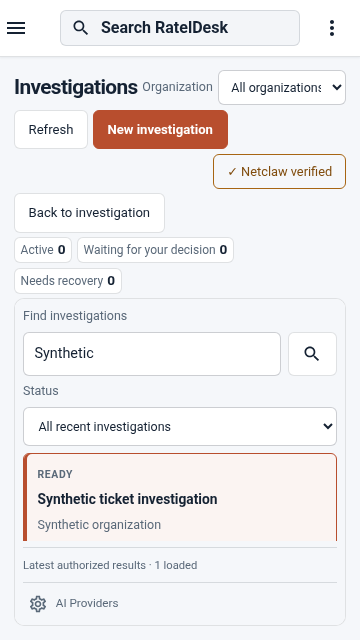 Search RatelDesk
Investigations Organization All organizations
Refresh New investigation
✓ Netclaw verified
Back to investigation
Active 0 Waiting for your decision 0
Needs recovery 0
Find investigations
Synthetic
Status
All recent investigations
READY
Synthetic ticket investigation
Synthetic organization
Latest authorized results · 1 loaded
AI Providers